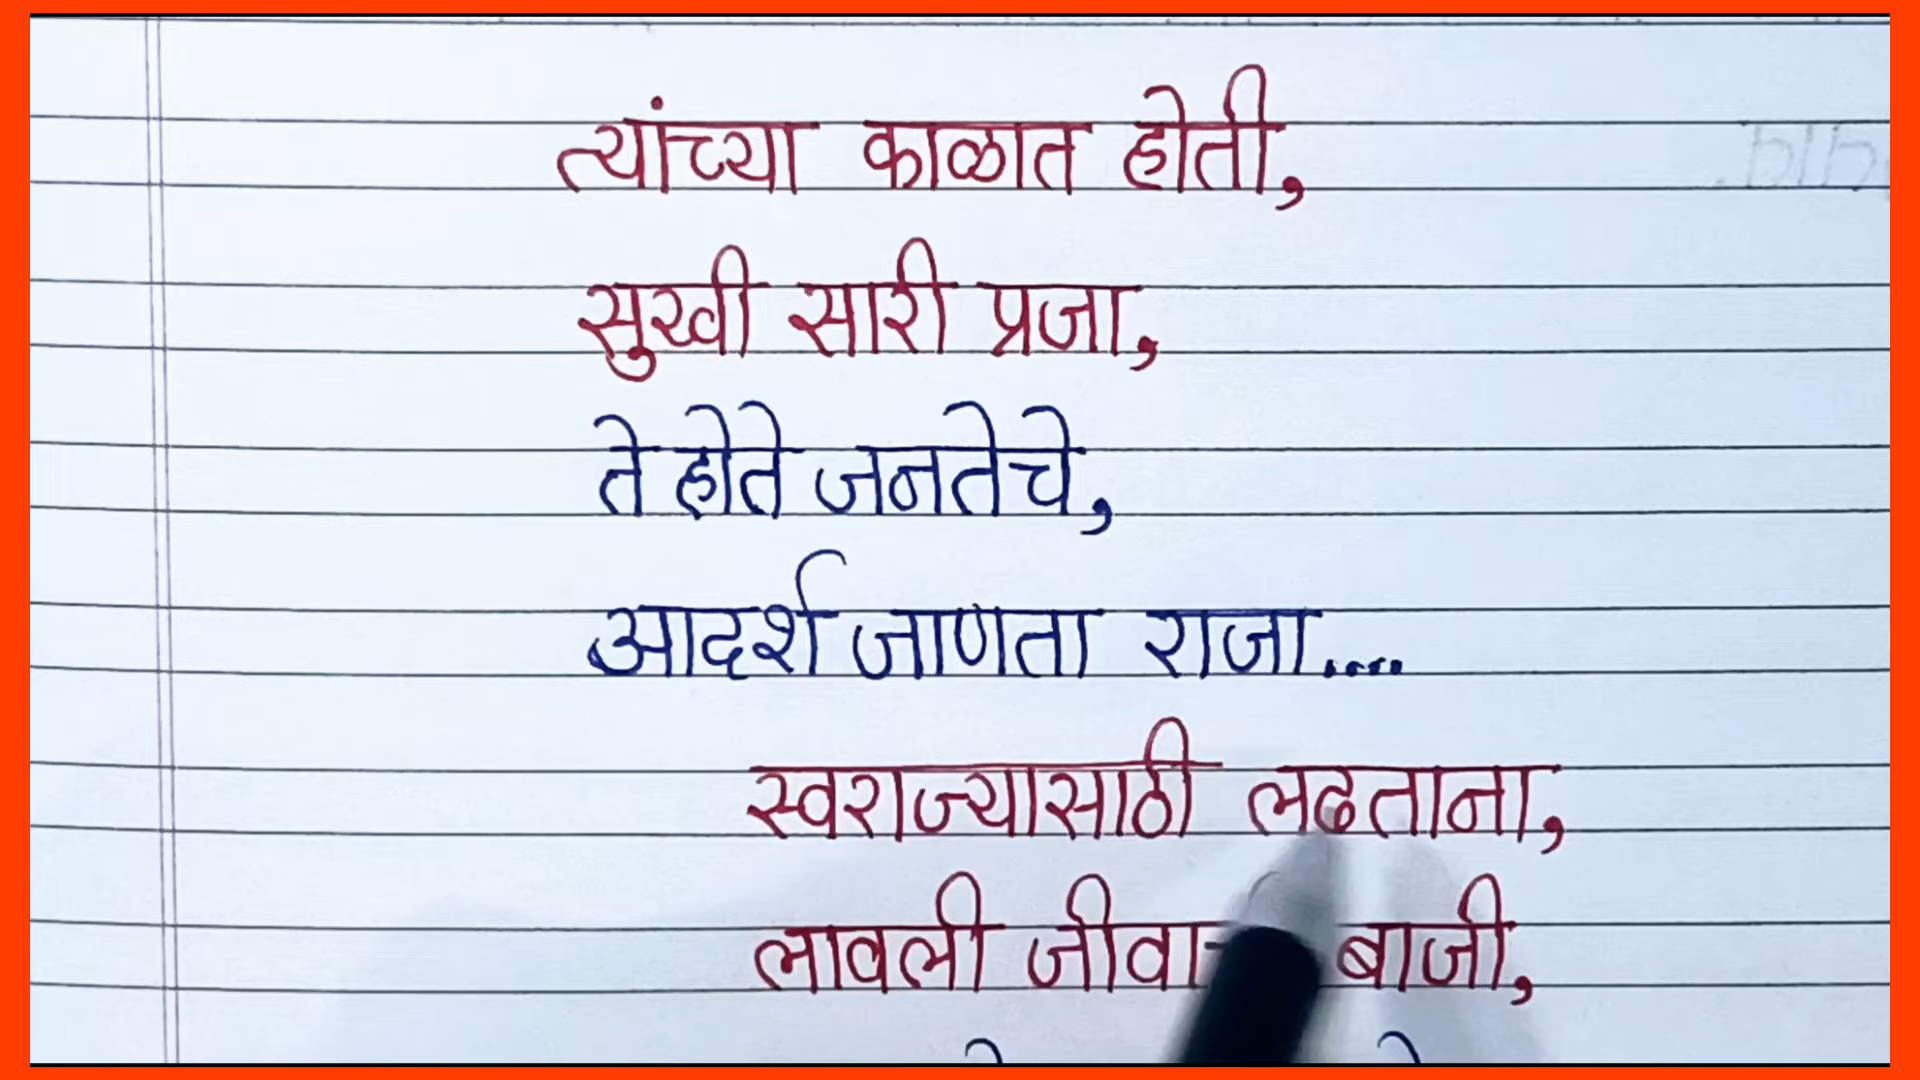 त्यांच्या काळात होती,
सुखी सारी प्रजा,
ते होते जनतेचे,
आदर्श जाणता राजा....
स्वराज्यासाठी लढताना,
लावली बाजी,